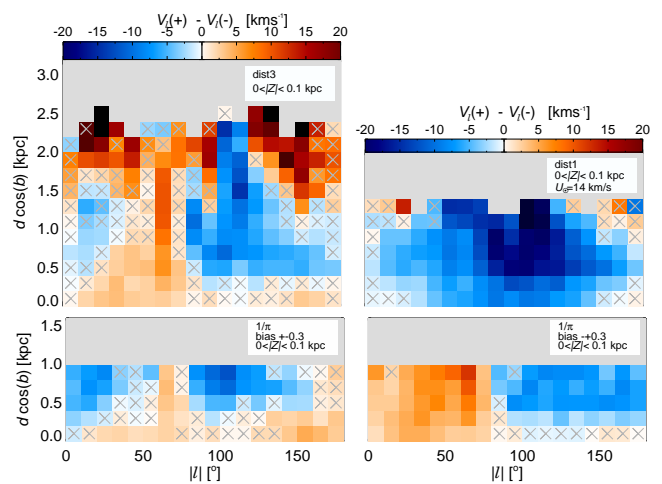 V_l(+) - V_l(-) [kms⁻¹]
-20 -15 -10 -5 0 5 10 15 20
dist3
0<|Z|< 0.1 kpc
3.0
2.5
2.0
1.5
1.0
0.5
0.0
d cos(b) [kpc]
V_l(+) - V_l(-) [kms⁻¹]
-20 -15 -10 -5 0 5 10 15 20
dist1
0<|Z|< 0.1 kpc
U_⊙=14 km/s
1/π
bias +-0.3
0<|Z|< 0.1 kpc
1.5
1.0
0.5
0.0
d cos(b) [kpc]
0 50 100 150
|l| [°]
1/π
bias -+0.3
0<|Z|< 0.1 kpc
0 50 100 150
|l| [°]